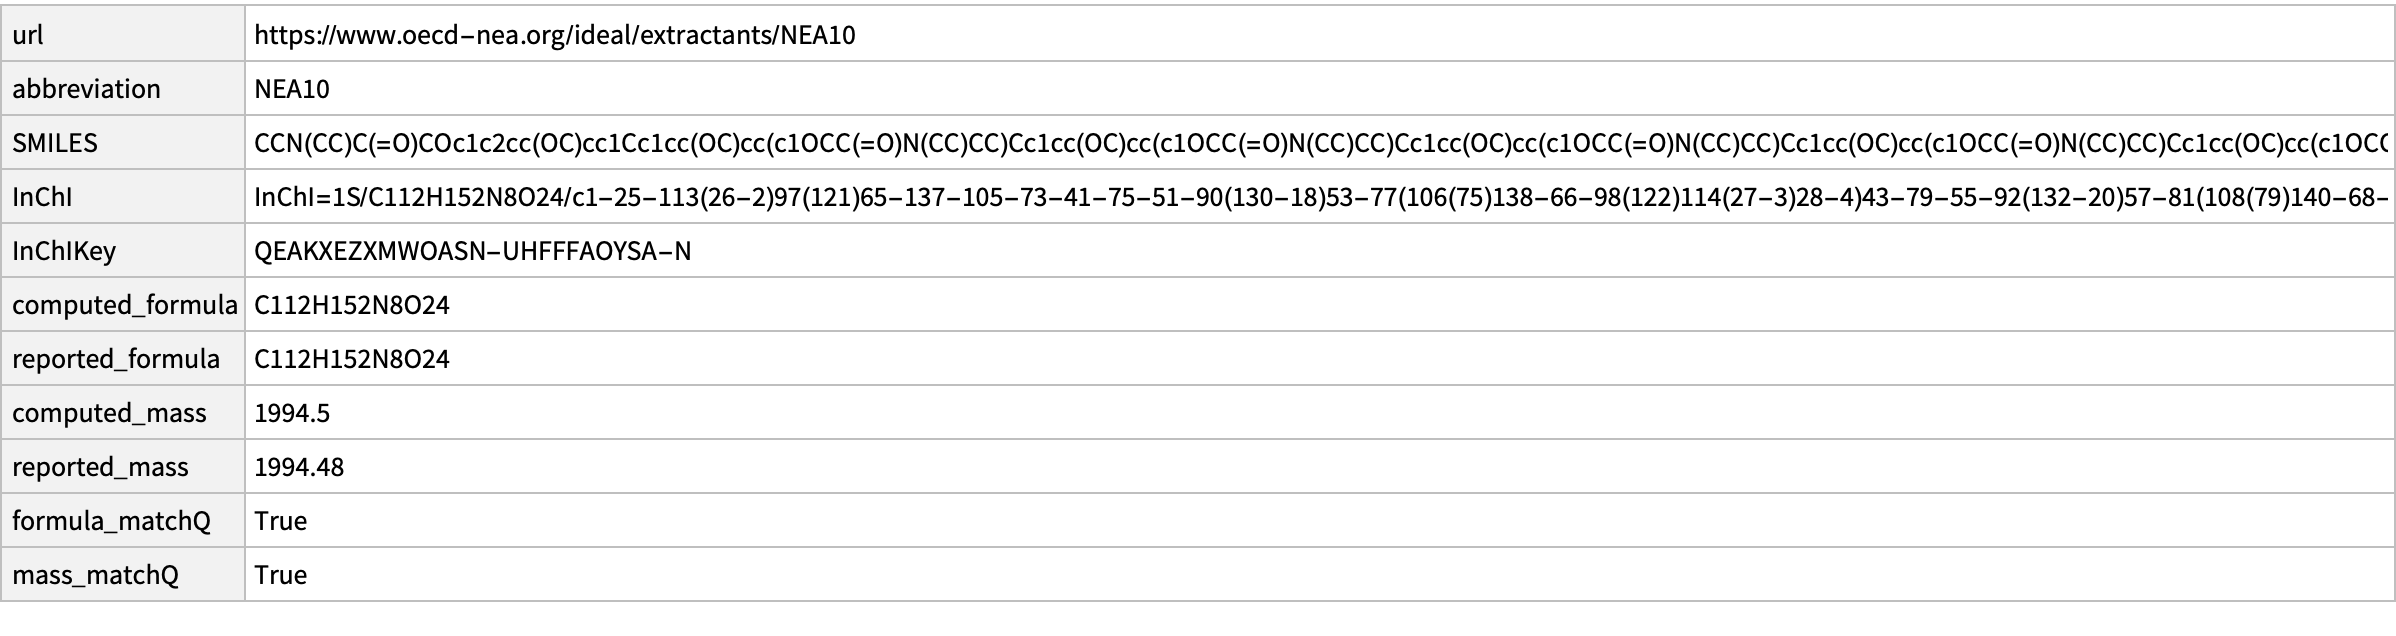 url https://www.oecd-nea.org/ideal/extractants/NEA10
abbreviation NEA10
SMILES CCN(CC)C(=O)COc1c2cc(OC)cc1Cc1cc(OC)cc(c1OCC(=O)N(CC)CC)Cc1cc(OC)cc(c1OCC(=O)N(CC)CC)Cc1cc(OC)cc(c1OCC(=O)N(CC)CC)Cc1cc(OC)cc(c1OCC(=O)N(CC)CC)Cc1cc(OC)cc(c1OCC
InChI InChI=1S/C112H152N8O24/c1-25-113(26-2)97(121)65-137-105-73-41-75-51-90(130-18)53-77(106(75)138-66-98(122)114(27-3)28-4)43-79-55-92(132-20)57-81(108(79)140-68-
InChIKey QEAKXEZXMWOASN-UHFFFAOYSA-N
computed_formula C112H152N8O24
reported_formula C112H152N8O24
computed_mass 1994.5
reported_mass 1994.48
formula_matchQ True
mass_matchQ True